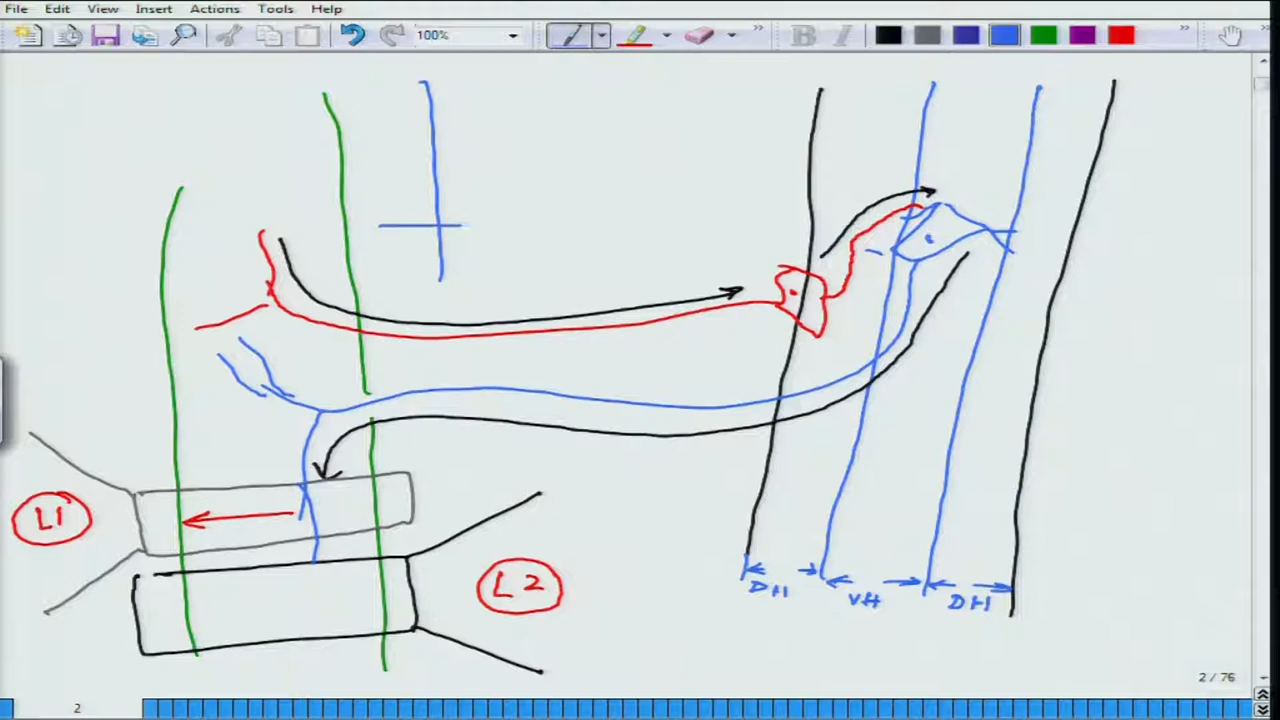 File Edit View Insert Actions Tools Help
100%
B I
L1
L2
DH VH DH
2 / 76
2